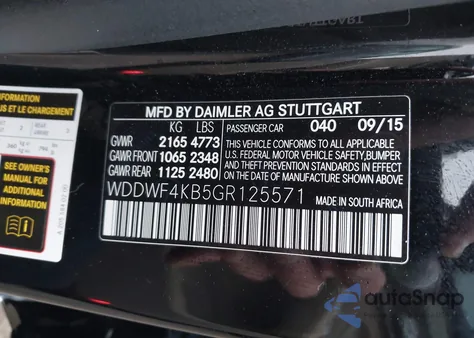 MFD BY DAIMLER AG STUTTGART
KG LBS PASSENGER CAR 040 09/15
GVWR 2165 4773
GAWR FRONT 1065 2348
GAWR REAR 1125 2480
THIS VEHICLE CONFORMS TO ALL APPLICABLE
U.S. FEDERAL MOTOR VEHICLE SAFETY, BUMPER,
AND THEFT PREVENTION STANDARDS IN EFFECT ON
THE DATE OF MANUFACTURE SHOWN ABOVE.
WDDWF4KB5GR125571
MADE IN SOUTH AFRICA
INFORMATION
US ET LE CHARGEMENT
SEE OWNER'S
MANUAL FOR
ADDITIONAL
INFORMATION
autoSnap